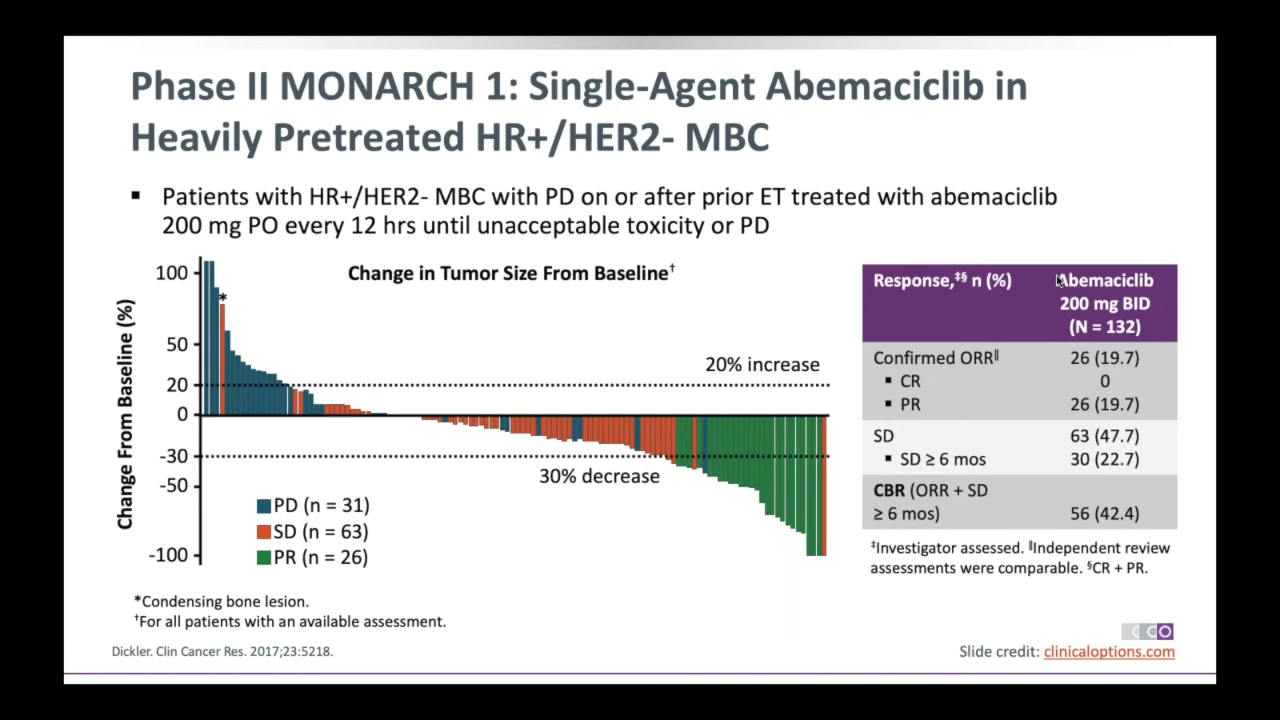 Phase II MONARCH 1: Single-Agent Abemaciclib in
Heavily Pretreated HR+/HER2- MBC
▪ Patients with HR+/HER2- MBC with PD on or after prior ET treated with abemaciclib
200 mg PO every 12 hrs until unacceptable toxicity or PD
Change in Tumor Size From Baseline†
Change From Baseline (%)
100
50
20
0
-30
-50
-100
*
20% increase
30% decrease
PD (n = 31)
SD (n = 63)
PR (n = 26)
*Condensing bone lesion.
†For all patients with an available assessment.
Response,‡§ n (%) Abemaciclib
200 mg BID
(N = 132)
Confirmed ORR‖ 26 (19.7)
▪ CR 0
▪ PR 26 (19.7)
SD 63 (47.7)
▪ SD ≥ 6 mos 30 (22.7)
CBR (ORR + SD
≥ 6 mos) 56 (42.4)
‡Investigator assessed. ‖Independent review
assessments were comparable. §CR + PR.
CCO
Dickler. Clin Cancer Res. 2017;23:5218.
Slide credit: clinicaloptions.com